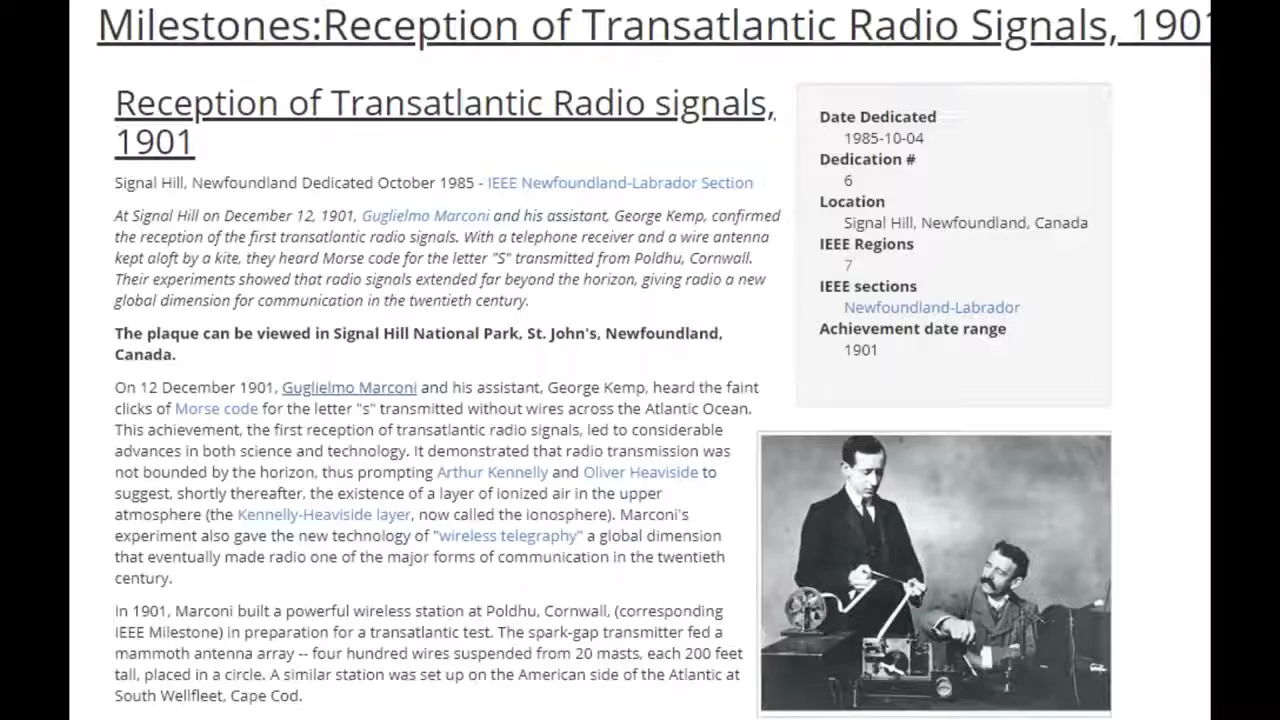 Milestones:Reception of Transatlantic Radio Signals, 1901
Reception of Transatlantic Radio signals,
1901
Signal Hill, Newfoundland Dedicated October 1985 - IEEE Newfoundland-Labrador Section
At Signal Hill on December 12, 1901, Guglielmo Marconi and his assistant, George Kemp, confirmed
the reception of the first transatlantic radio signals. With a telephone receiver and a wire antenna
kept aloft by a kite, they heard Morse code for the letter "S" transmitted from Poldhu, Cornwall.
Their experiments showed that radio signals extended far beyond the horizon, giving radio a new
global dimension for communication in the twentieth century.
The plaque can be viewed in Signal Hill National Park, St. John's, Newfoundland,
Canada.
On 12 December 1901, Guglielmo Marconi and his assistant, George Kemp, heard the faint
clicks of Morse code for the letter "s" transmitted without wires across the Atlantic Ocean.
This achievement, the first reception of transatlantic radio signals, led to considerable
advances in both science and technology. It demonstrated that radio transmission was
not bounded by the horizon, thus prompting Arthur Kennelly and Oliver Heaviside to
suggest, shortly thereafter, the existence of a layer of ionized air in the upper
atmosphere (the Kennelly-Heaviside layer, now called the ionosphere). Marconi's
experiment also gave the new technology of "wireless telegraphy" a global dimension
that eventually made radio one of the major forms of communication in the twentieth
century.
In 1901, Marconi built a powerful wireless station at Poldhu, Cornwall, (corresponding
IEEE Milestone) in preparation for a transatlantic test. The spark-gap transmitter fed a
mammoth antenna array -- four hundred wires suspended from 20 masts, each 200 feet
tall, placed in a circle. A similar station was set up on the American side of the Atlantic at
South Wellfleet, Cape Cod.
Date Dedicated
1985-10-04
Dedication #
6
Location
Signal Hill, Newfoundland, Canada
IEEE Regions
7
IEEE sections
Newfoundland-Labrador
Achievement date range
1901